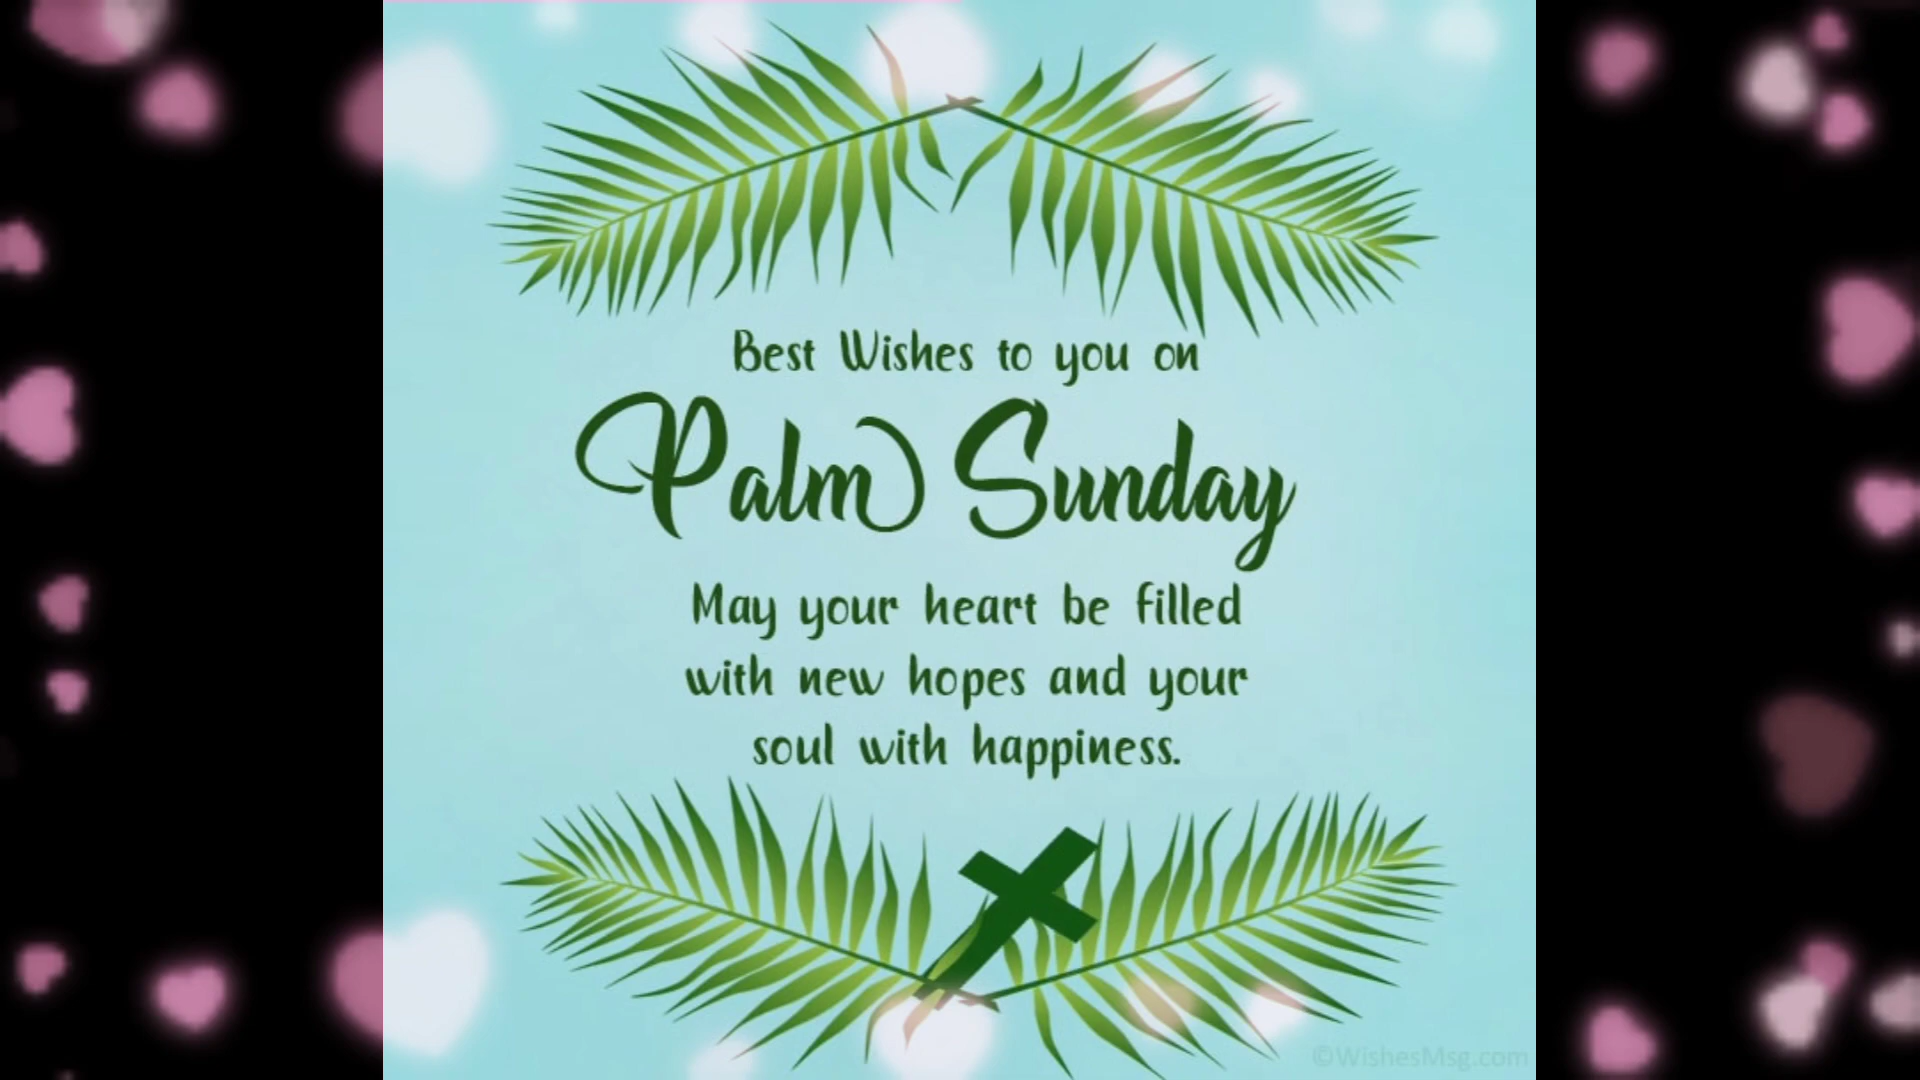 Best Wishes to you on
Palm Sunday
May your heart be filled
with new hopes and your
soul with happiness.
©WishesMsg.com